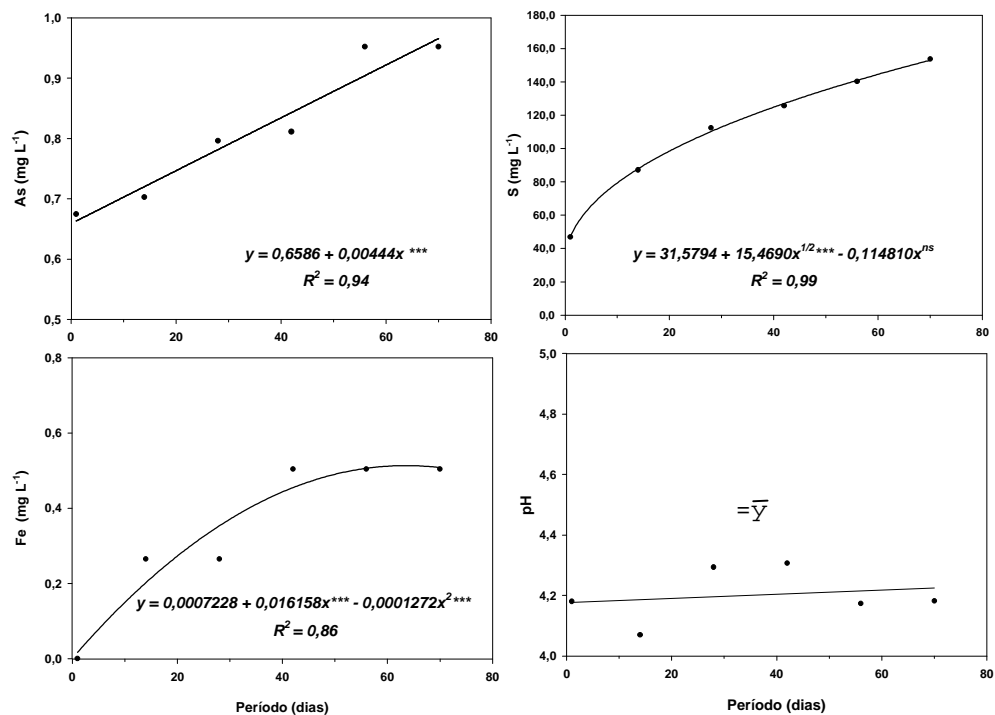 1,0
0,9
0,8
0,7
0,6
0,5
As (mg L⁻¹)
y = 0,6586 + 0,00444x ***
R² = 0,94
0 20 40 60 80
180,0
160,0
140,0
120,0
100,0
80,0
60,0
40,0
20,0
0,0
S (mg L⁻¹)
y = 31,5794 + 15,4690x^1/2*** - 0,114810x^ns
R² = 0,99
0 20 40 60 80
0,8
0,6
0,4
0,2
0,0
Fe (mg L⁻¹)
y = 0,0007228 + 0,016158x*** - 0,0001272x² ***
R² = 0,86
0 20 40 60 80
Período (dias)
5,0
4,8
4,6
4,4
4,2
4,0
pH
=y̅
0 20 40 60 80
Período (dias)